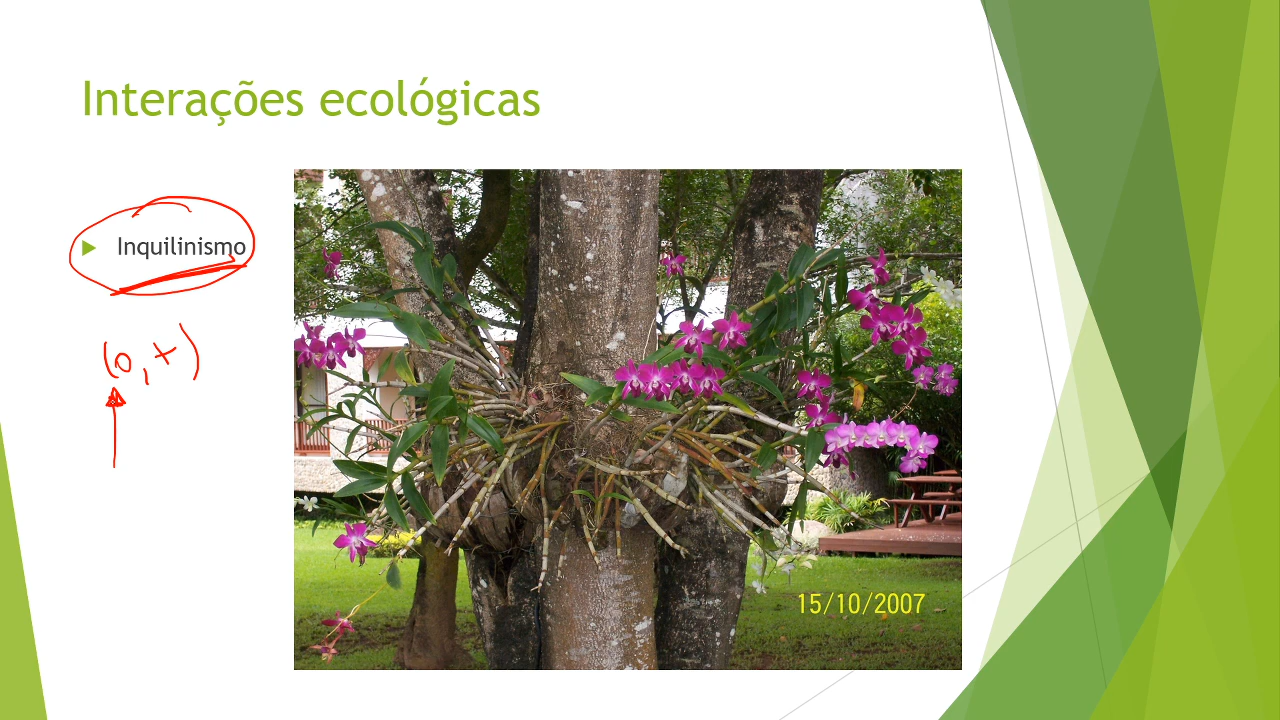 Interações ecológicas
Inquilinismo
(0, +)
15/10/2007